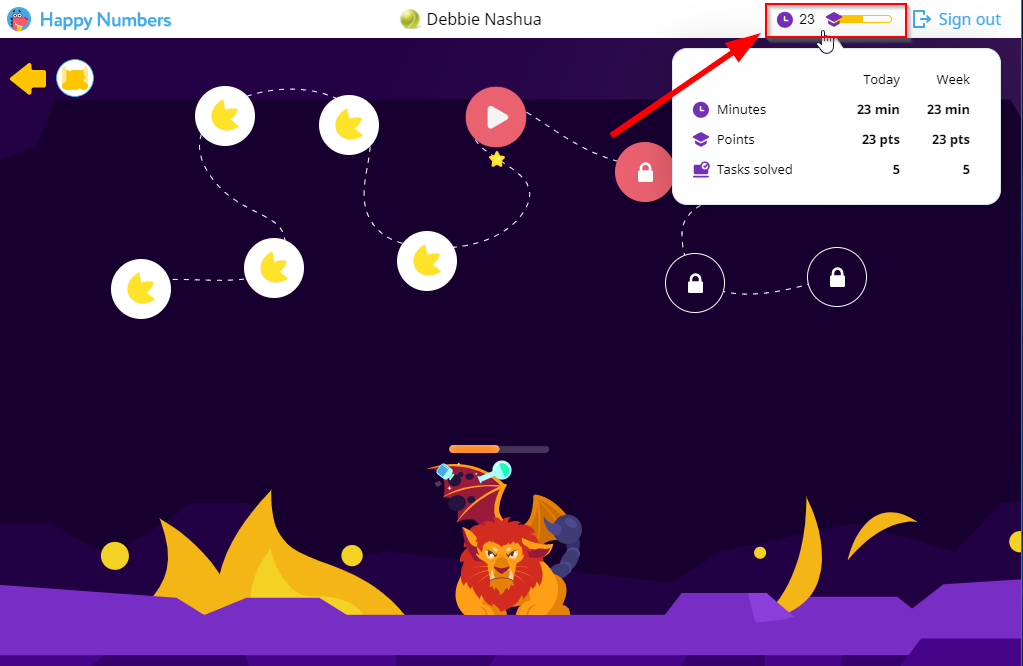 Happy Numbers
Debbie Nashua
23
Sign out
Today Week
Minutes 23 min 23 min
Points 23 pts 23 pts
Tasks solved 5 5